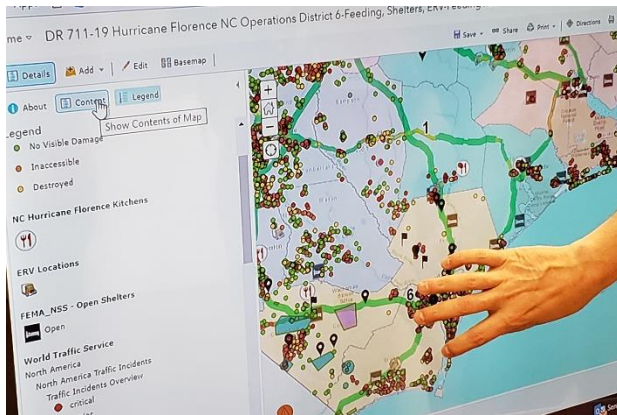 me DR 711-19 Hurricane Florence NC Operations District 6-Feeding, Shelters, ERV-Feeding
Save Share Print Directions
Details Add Edit Basemap
About Content Legend
Show Contents of Map
Legend
No Visible Damage
Inaccessible
Destroyed
NC Hurricane Florence Kitchens
ERV Locations
FEMA_NSS - Open Shelters
Open
World Traffic Service
North America
North America Traffic Incidents
Traffic Incidents Overview
critical
1
6